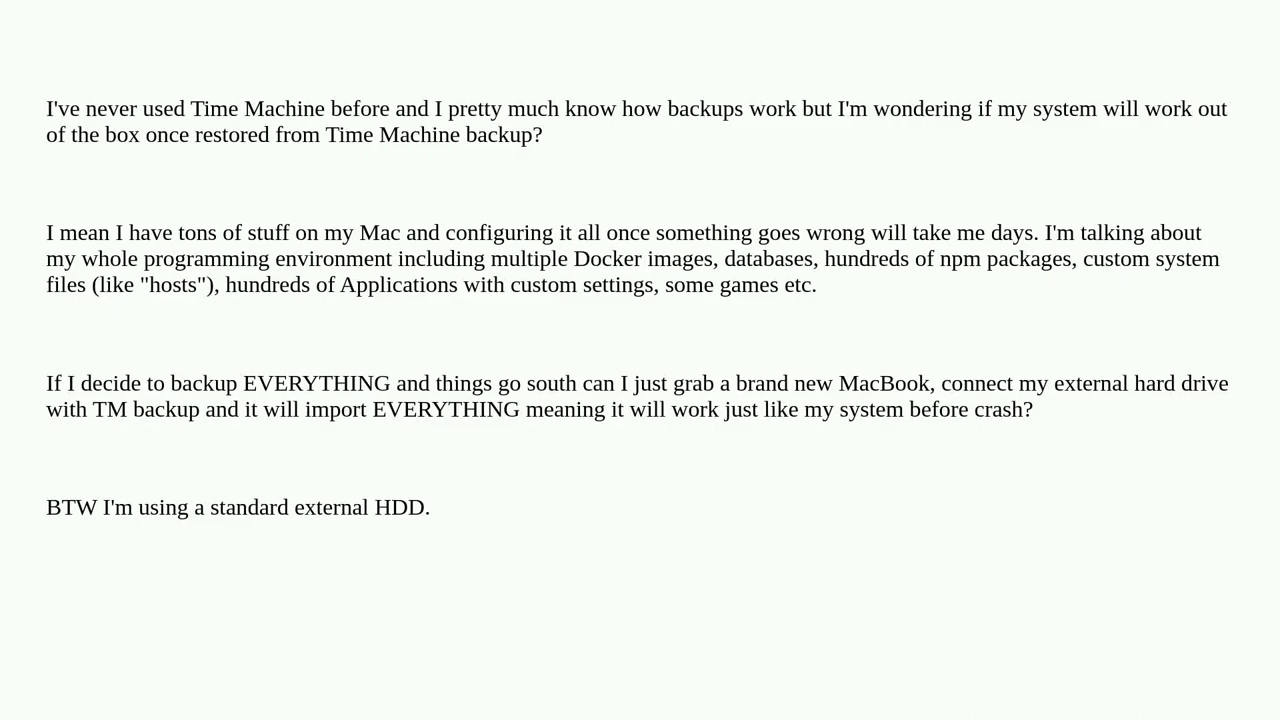 I've never used Time Machine before and I pretty much know how backups work but I'm wondering if my system will work out
of the box once restored from Time Machine backup?
I mean I have tons of stuff on my Mac and configuring it all once something goes wrong will take me days. I'm talking about
my whole programming environment including multiple Docker images, databases, hundreds of npm packages, custom system
files (like "hosts"), hundreds of Applications with custom settings, some games etc.
If I decide to backup EVERYTHING and things go south can I just grab a brand new MacBook, connect my external hard drive
with TM backup and it will import EVERYTHING meaning it will work just like my system before crash?
BTW I'm using a standard external HDD.